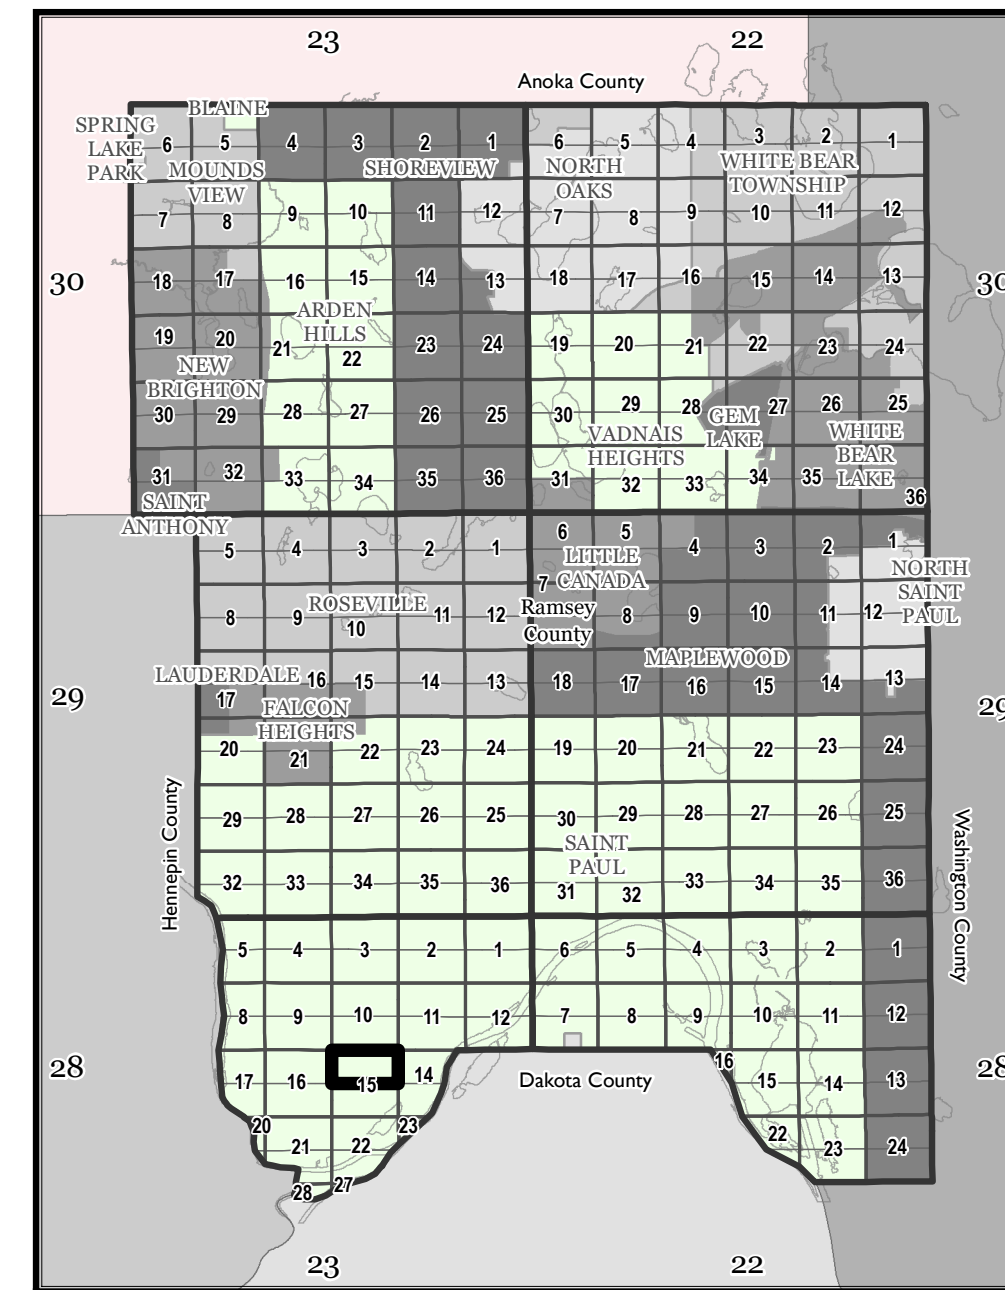 23 22
Anoka County
BLAINE
SPRING
LAKE
PARK
6 5 4 3 2 1 6 5 4 3 2 1
MOUNDS
VIEW
SHOREVIEW
NORTH
OAKS
WHITE BEAR
TOWNSHIP
7 8 9 10 11 12 7 8 9 10 11 12
30 18 17 16 15 14 13 18 17 16 15 14 13 30
ARDEN
HILLS
19 20 21 22 23 24 19 20 21 22 23 24
NEW
BRIGHTON
30 29 28 27 26 25 30 29 28 27 26 25
GEM
LAKE
VADNAIS
HEIGHTS
WHITE
BEAR
LAKE
31 32 33 34 35 36 31 32 33 34 35 36
SAINT
ANTHONY
5 4 3 2 1 6 5 4 3 2 1
LITTLE
CANADA
NORTH
SAINT
PAUL
ROSEVILLE
Ramsey
County
8 9 10 11 12 7 8 9 10 11 12
MAPLEWOOD
LAUDERDALE
29 17 16 15 14 13 18 17 16 15 14 13 29
FALCON
HEIGHTS
20 21 22 23 24 19 20 21 22 23 24
29 28 27 26 25 30 29 28 27 26 25
SAINT
PAUL
32 33 34 35 36 31 32 33 34 35 36
Hennepin County
Washington County
5 4 3 2 1 6 5 4 3 2 1
8 9 10 11 12 7 8 9 10 11 12
28 17 16 15 14 16 15 14 13 28
Dakota County
20 21 22 23 22 23 24
28 27
23 22